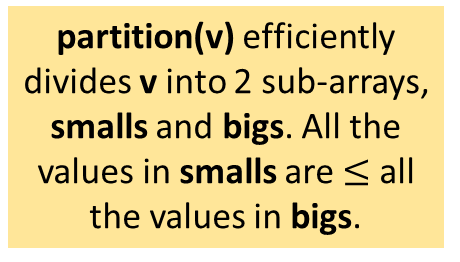 partition(v) efficiently
divides v into 2 sub-arrays,
smalls and bigs. All the
values in smalls are ≤ all
the values in bigs.